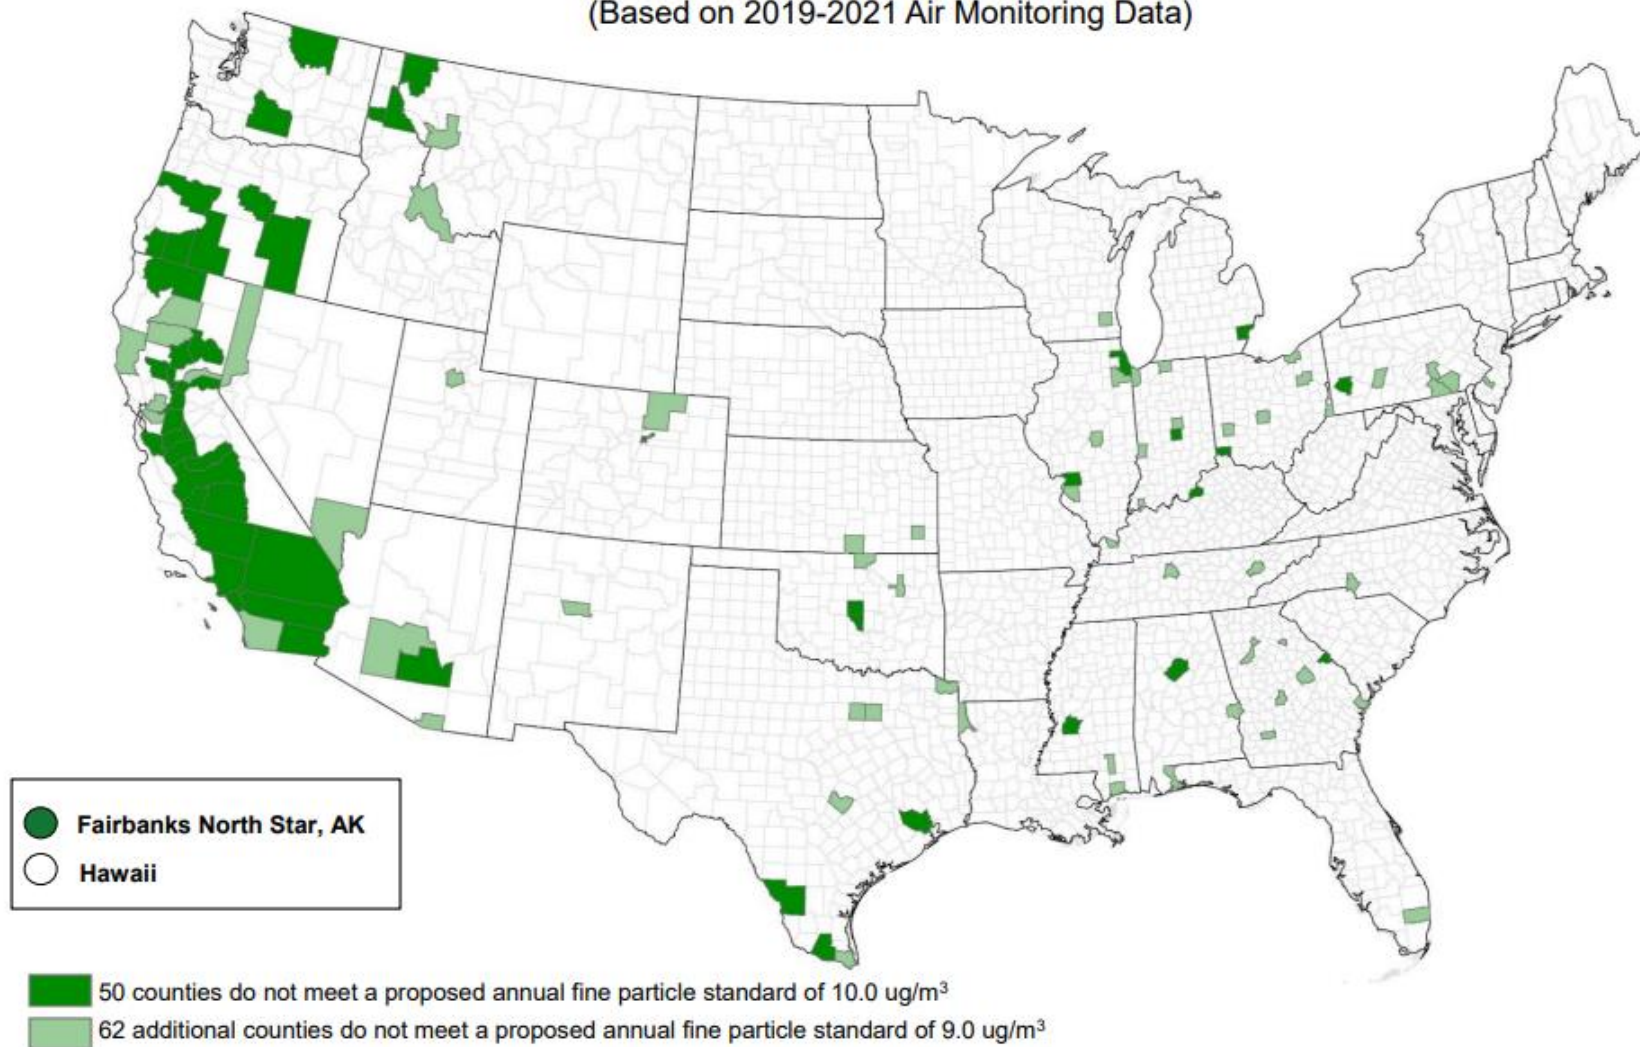 (Based on 2019-2021 Air Monitoring Data)
Fairbanks North Star, AK
Hawaii
50 counties do not meet a proposed annual fine particle standard of 10.0 ug/m³
62 additional counties do not meet a proposed annual fine particle standard of 9.0 ug/m³